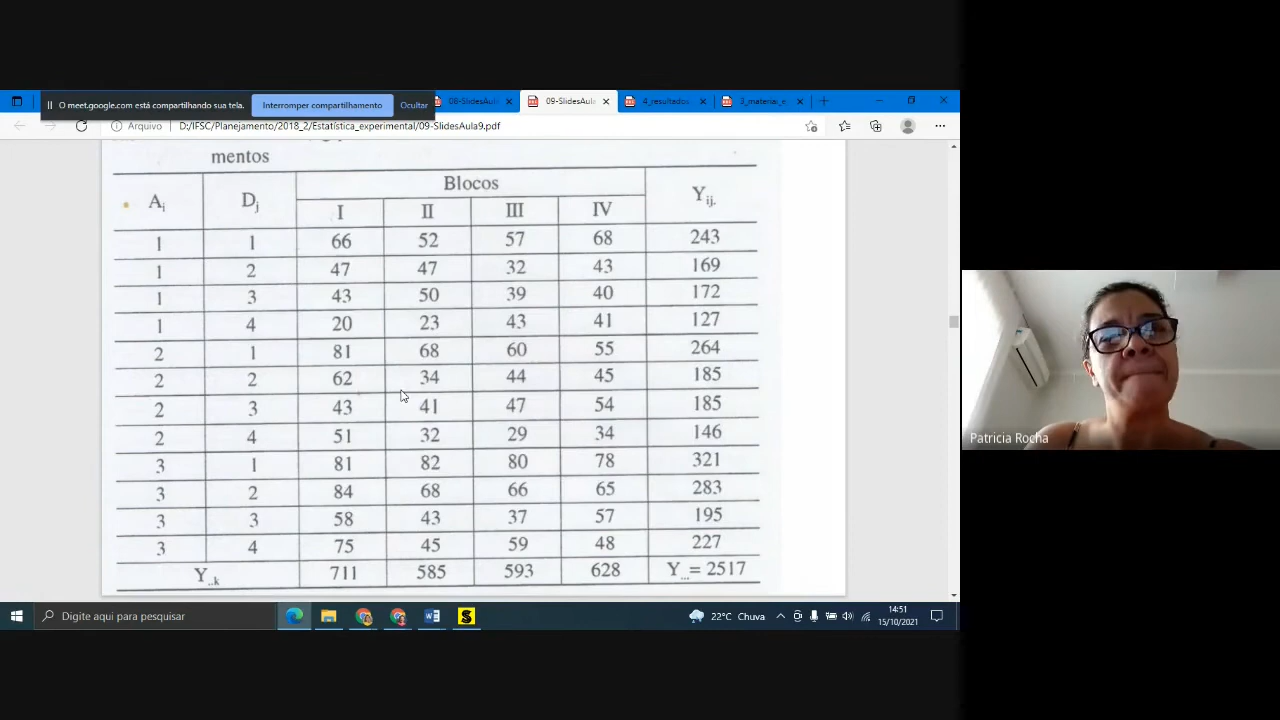 O meet.google.com está compartilhando sua tela.
Interromper compartilhamento
Ocultar
08-SlidesAul
09-SlidesAul
4_resultados
3_material_e
Arquivo
D:/IFSC/Planejamento/2018_2/Estatística_experimental/09-SlidesAula9.pdf
mentos
Ai Dj Blocos Yij.
I II III IV
1 1 66 52 57 68 243
1 2 47 47 32 43 169
1 3 43 50 39 40 172
1 4 20 23 43 41 127
2 1 81 68 60 55 264
2 2 62 34 44 45 185
2 3 43 41 47 54 185
2 4 51 32 29 34 146
3 1 81 82 80 78 321
3 2 84 68 66 65 283
3 3 58 43 37 57 195
3 4 75 45 59 48 227
Y..k 711 585 593 628 Y...= 2517
Patricia Rocha
Digite aqui para pesquisar
22°C Chuva
14:51
15/10/2021